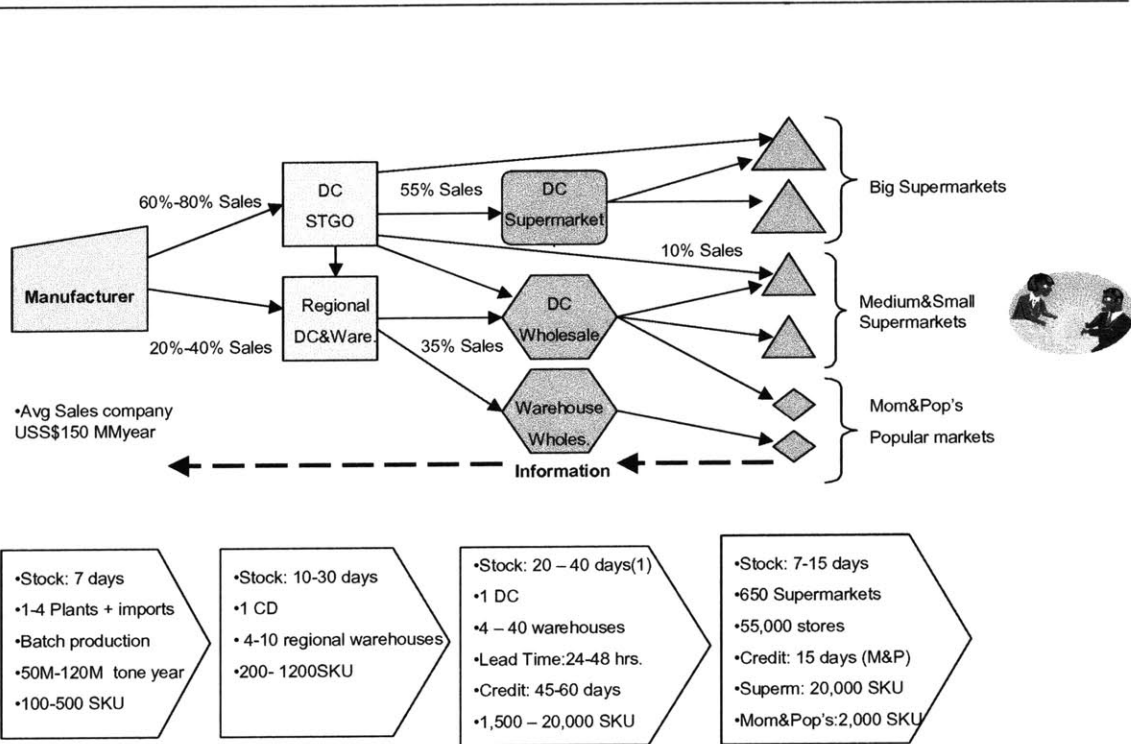 60%-80% Sales
DC
STGO
55% Sales
DC
Supermarket
Big Supermarkets
10% Sales
Manufacturer
Regional
DC&Ware.
20%-40% Sales
35% Sales
DC
Wholesale
Medium&Small
Supermarkets
Warehouse
Wholes.
Mom&Pop's
Popular markets
•Avg Sales company
USS$150 MMyear
Information
•Stock: 7 days
•1-4 Plants + imports
•Batch production
•50M-120M tone year
•100-500 SKU
•Stock: 10-30 days
•1 CD
• 4-10 regional warehouses
•200- 1200SKU
•Stock: 20 – 40 days(1)
•1 DC
•4 – 40 warehouses
•Lead Time:24-48 hrs.
•Credit: 45-60 days
•1,500 – 20,000 SKU
•Stock: 7-15 days
•650 Supermarkets
•55,000 stores
•Credit: 15 days (M&P)
•Superm: 20,000 SKU
•Mom&Pop's:2,000 SKU